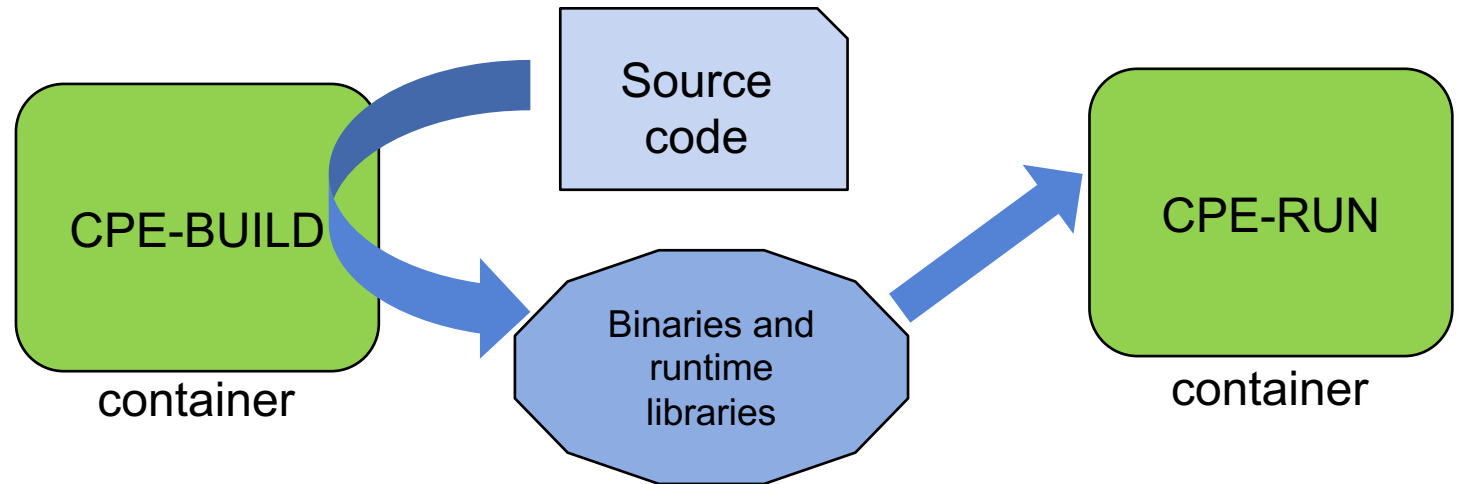 CPE-BUILD
container
Source
code
Binaries and
runtime
libraries
CPE-RUN
container